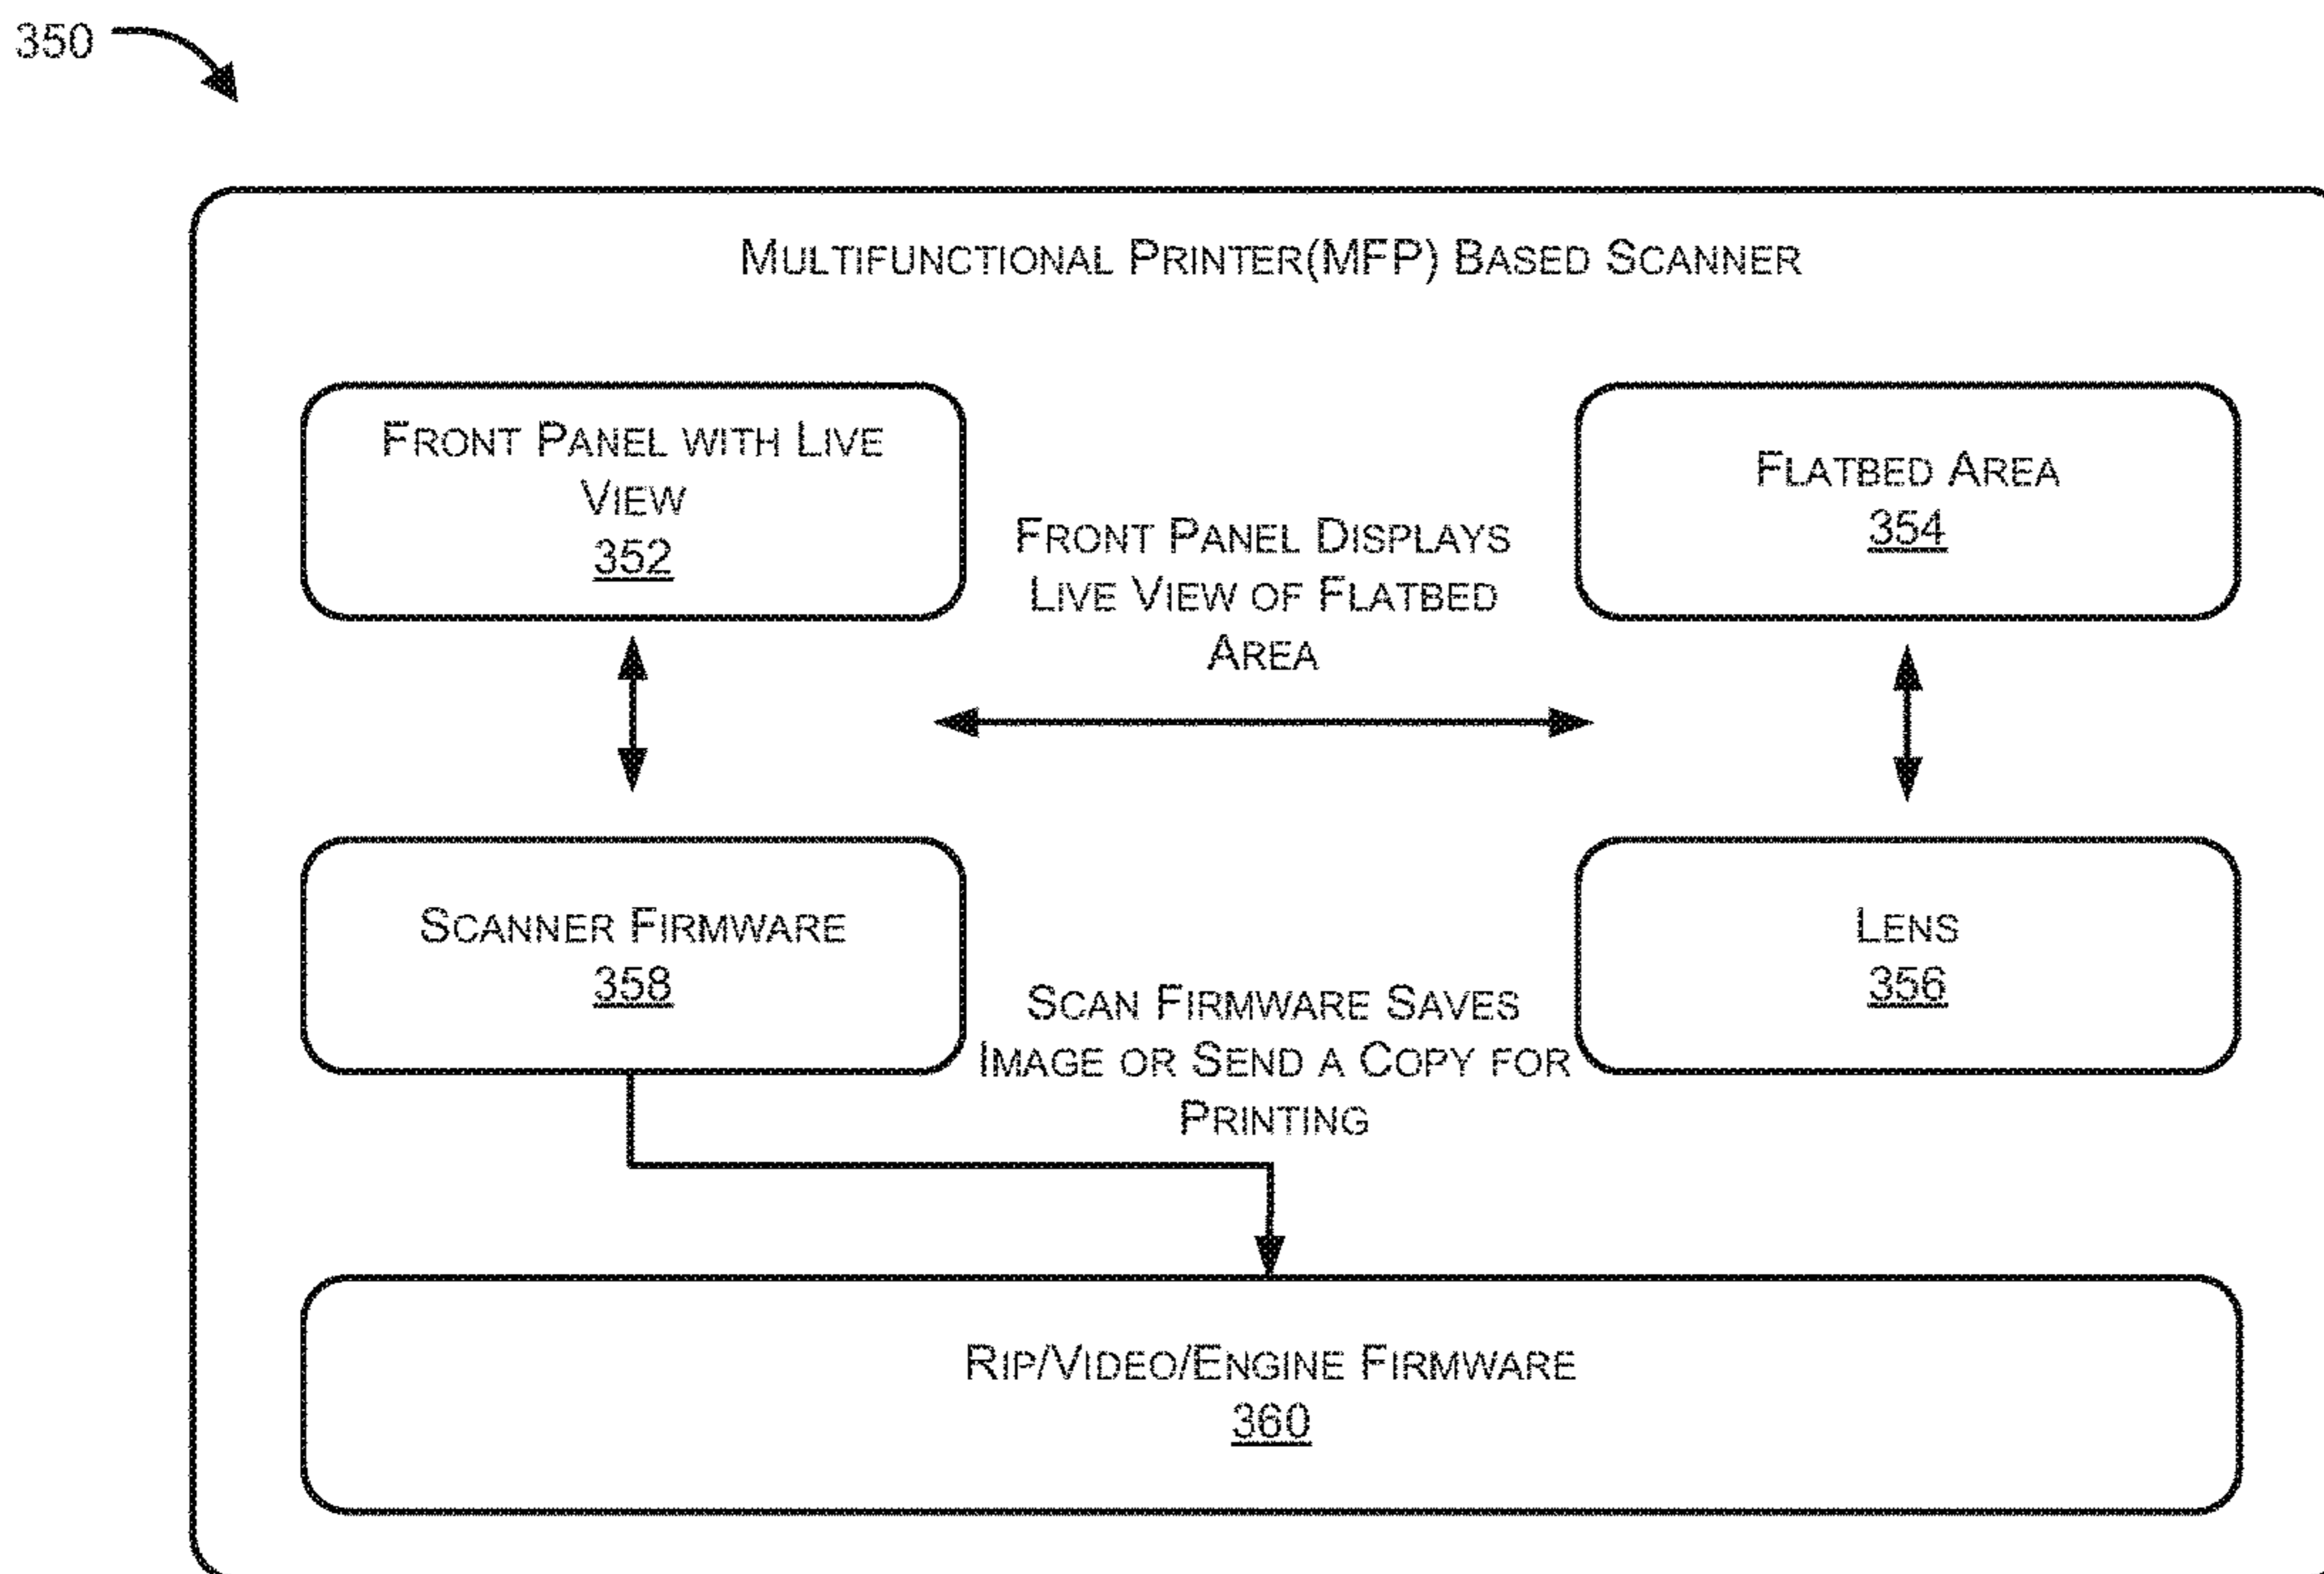 350
MULTIFUNCTIONAL PRINTER(MFP) BASED SCANNER
FRONT PANEL WITH LIVE
VIEW
352
FLATBED AREA
354
FRONT PANEL DISPLAYS
LIVE VIEW OF FLATBED
AREA
SCANNER FIRMWARE
358
LENS
356
SCAN FIRMWARE SAVES
IMAGE OR SEND A COPY FOR
PRINTING
RIP/VIDEO/ENGINE FIRMWARE
360